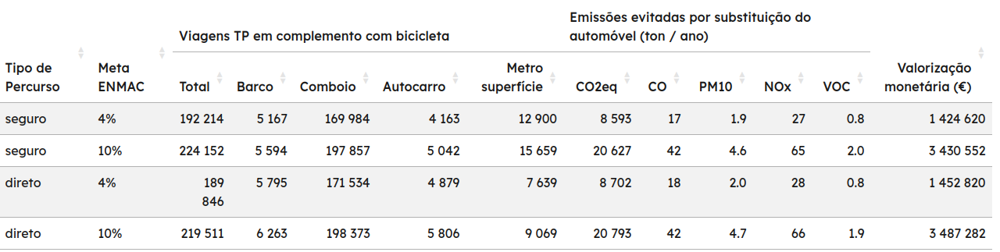 Emissões evitadas por substituição do
Viagens TP em complemento com bicicleta automóvel (ton / ano)
Tipo de Meta Metro Valorização
Percurso ENMAC Total Barco Comboio Autocarro superfície CO2eq CO PM10 NOx VOC monetária (€)
seguro 4% 192 214 5 167 169 984 4 163 12 900 8 593 17 1.9 27 0.8 1 424 620
seguro 10% 224 152 5 594 197 857 5 042 15 659 20 627 42 4.6 65 2.0 3 430 552
direto 4% 189 5 795 171 534 4 879 7 639 8 702 18 2.0 28 0.8 1 452 820
846
direto 10% 219 511 6 263 198 373 5 806 9 069 20 793 42 4.7 66 1.9 3 487 282